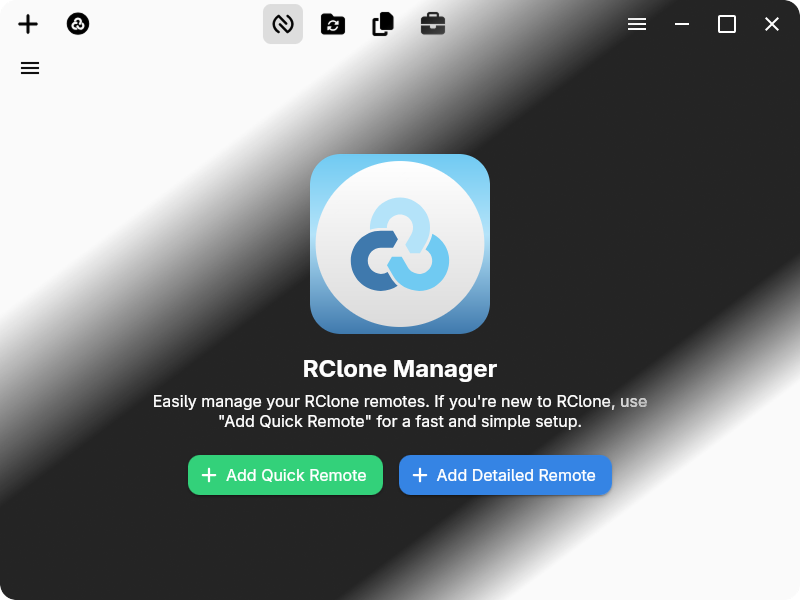 RClone Manager
Easily manage your RClone remotes. If you're new to RClone, use
"Add Quick Remote" for a fast and simple setup.
Add Quick Remote
Add Detailed Remote